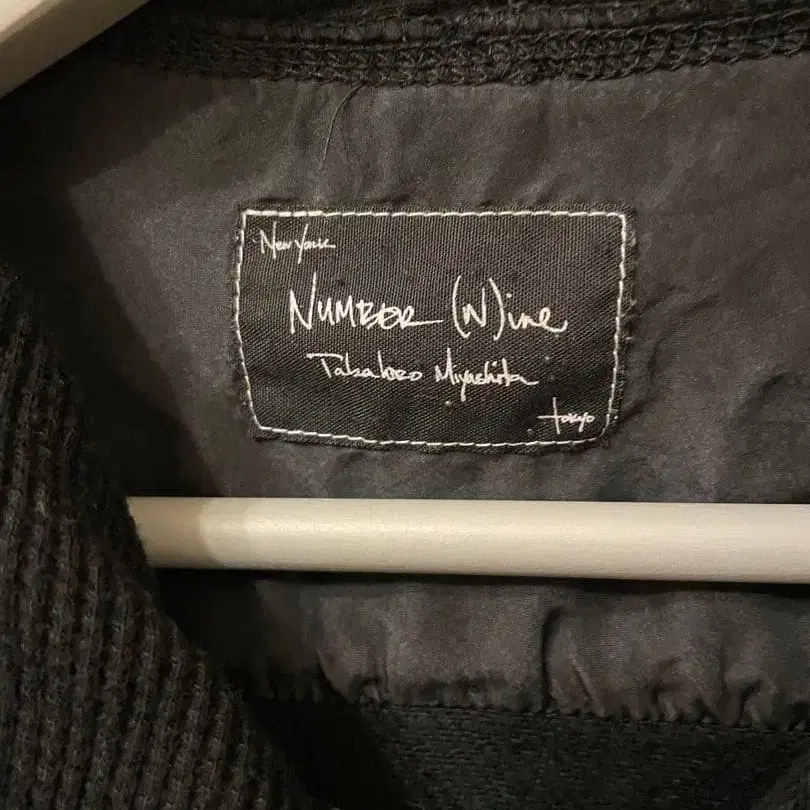 New York
NUMBER (N)ine
Takahiro Miyashita
tokyo